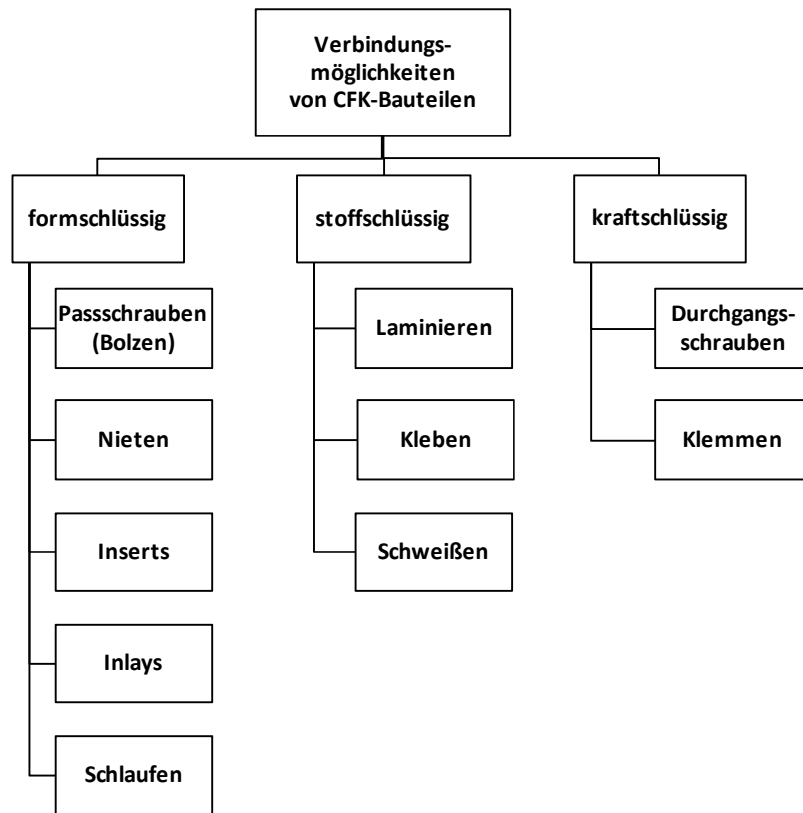 Verbindungs-
möglichkeiten
von CFK-Bauteilen
formschlüssig
stoffschlüssig
kraftschlüssig
Passschrauben
(Bolzen)
Nieten
Inserts
Inlays
Schlaufen
Laminieren
Kleben
Schweißen
Durchgangs-
schrauben
Klemmen